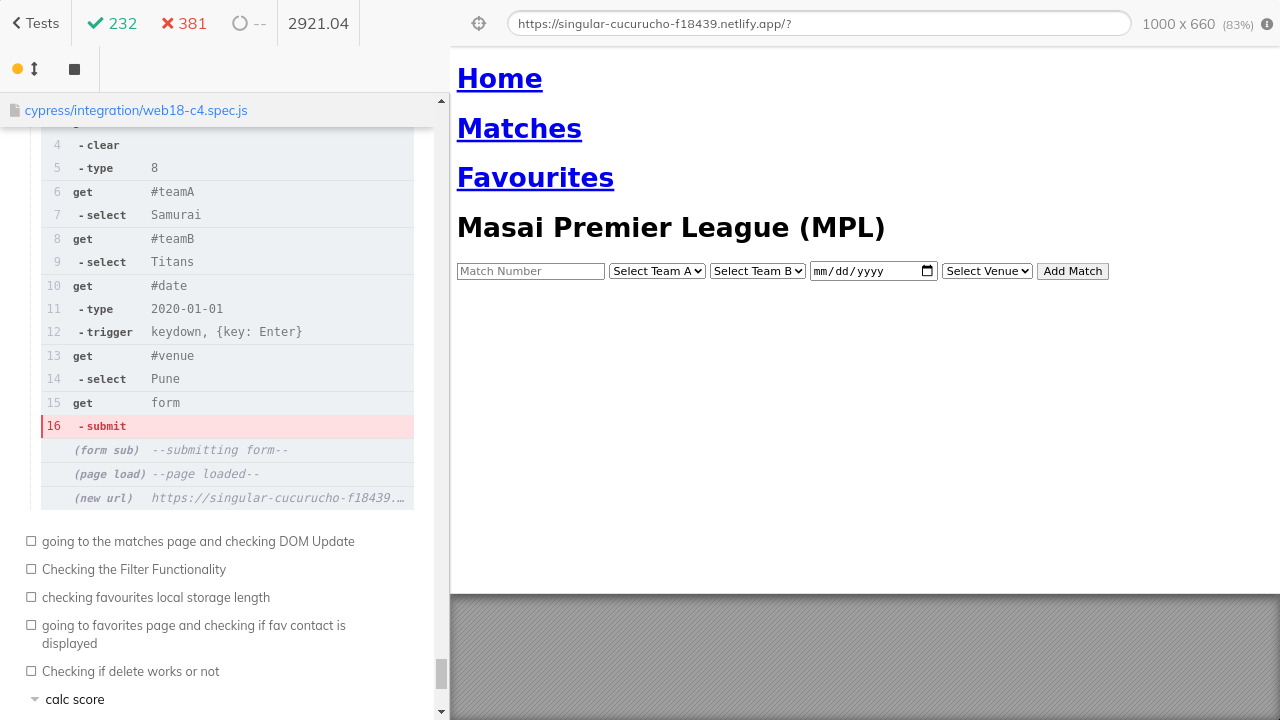 Tests
232
381
--
2921.04
cypress/integration/web18-c4.spec.js
4 -clear
5 -type 8
6 get #teamA
7 -select Samurai
8 get #teamB
9 -select Titans
10 get #date
11 -type 2020-01-01
12 -trigger keydown, {key: Enter}
13 get #venue
14 -select Pune
15 get form
16 -submit
(form sub) --submitting form--
(page load) --page loaded--
(new url) https://singular-cucurucho-f18439.…
going to the matches page and checking DOM Update
Checking the Filter Functionality
checking favourites local storage length
going to favorites page and checking if fav contact is
displayed
Checking if delete works or not
calc score
https://singular-cucurucho-f18439.netlify.app/?
1000 x 660 (83%)
Home
Matches
Favourites
Masai Premier League (MPL)
Match Number Select Team A Select Team B mm/dd/yyyy Select Venue Add Match